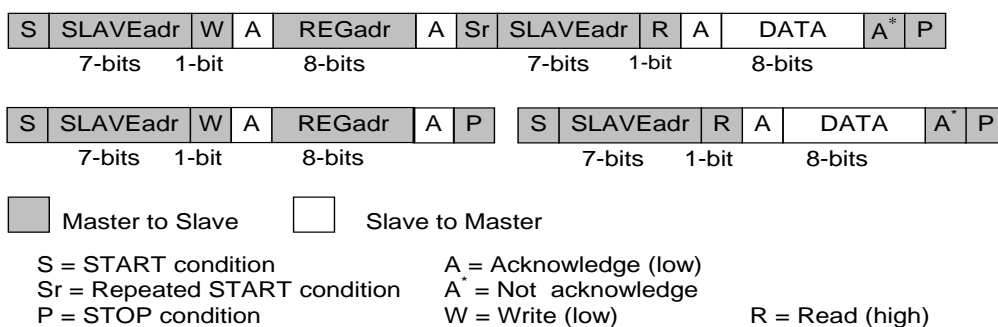 S SLAVEadr W A REGadr A Sr SLAVEadr R A DATA A* P
7-bits 1-bit 8-bits 7-bits 1-bit 8-bits
S SLAVEadr W A REGadr A P S SLAVEadr R A DATA A* P
7-bits 1-bit 8-bits 7-bits 1-bit 8-bits
Master to Slave Slave to Master
S = START condition A = Acknowledge (low)
Sr = Repeated START condition A* = Not acknowledge
P = STOP condition W = Write (low) R = Read (high)